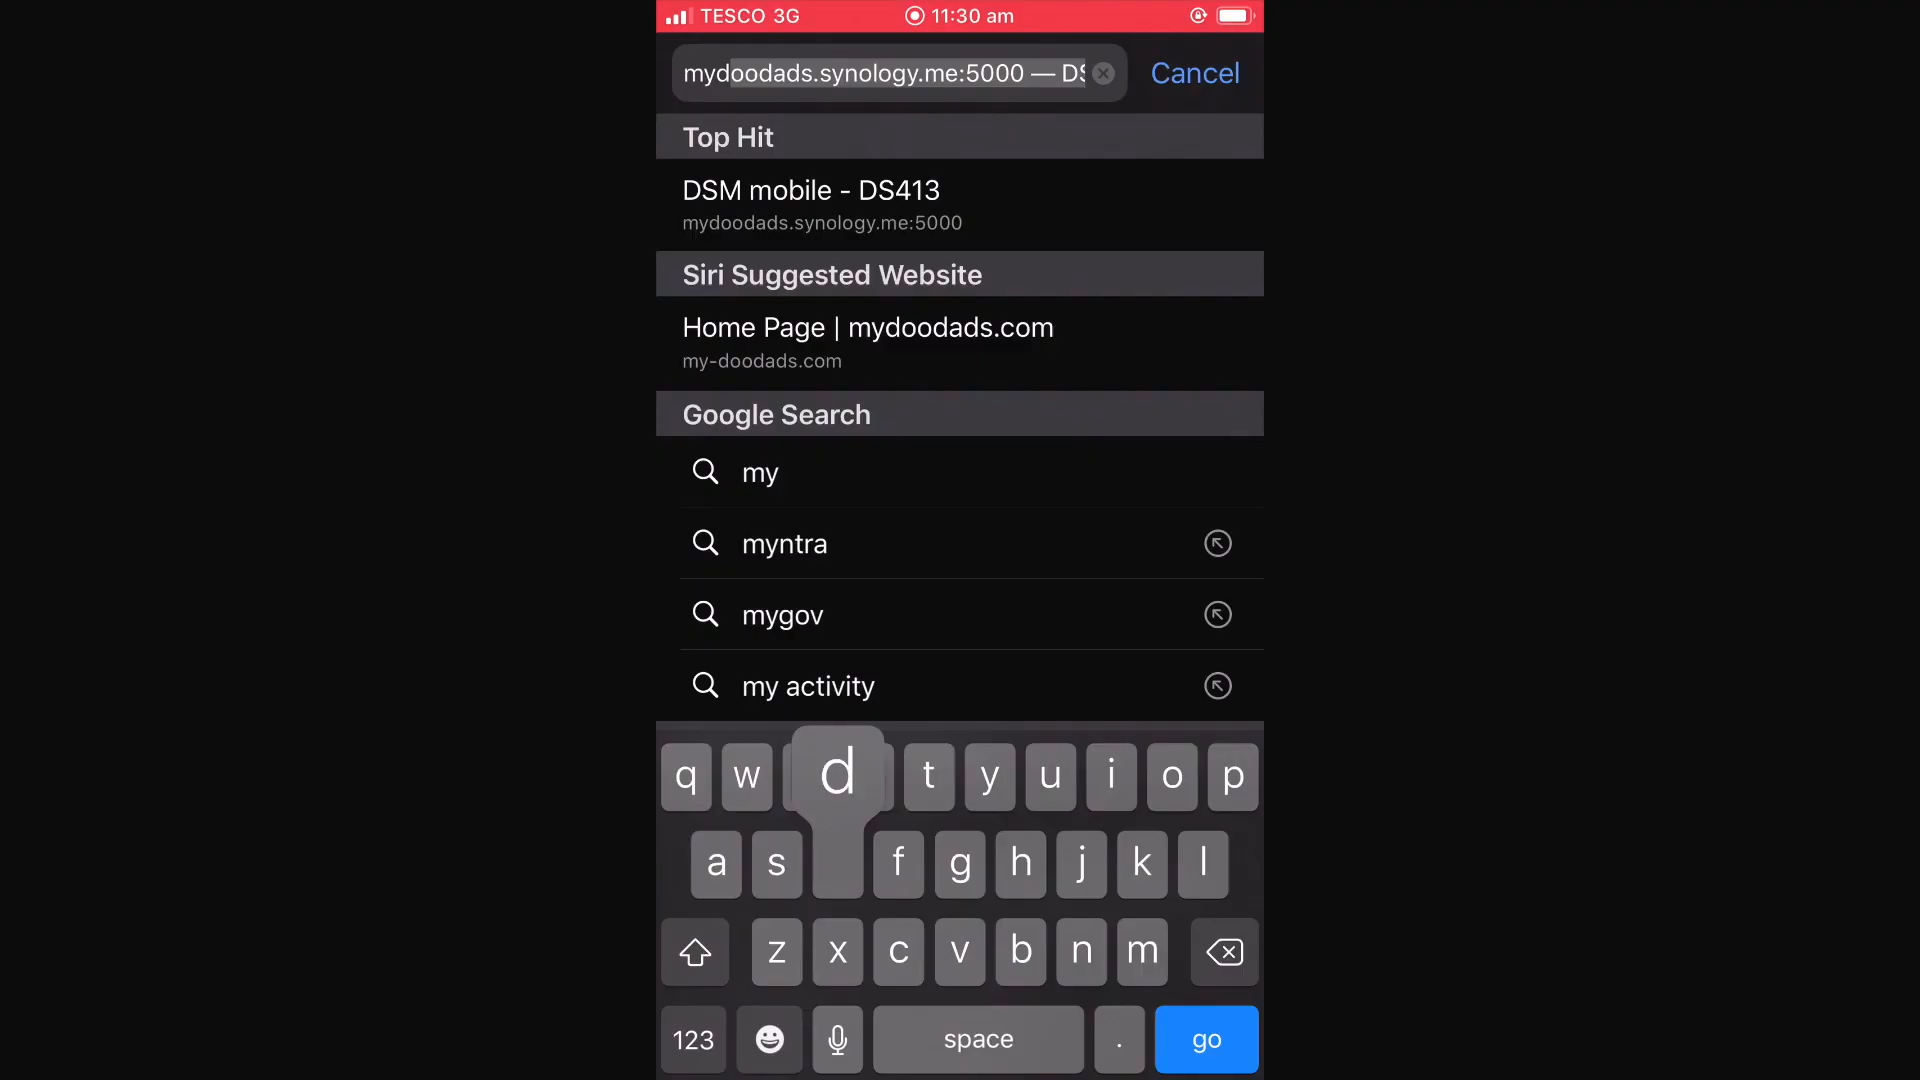 TESCO 3G 11:30 am
mydoodads.synology.me:5000 — DS Cancel
Top Hit
DSM mobile - DS413
mydoodads.synology.me:5000
Siri Suggested Website
Home Page | mydoodads.com
my-doodads.com
Google Search
my
myntra
mygov
my activity
q w d t y u i o p
a s f g h j k l
z x c v b n m
123 space . go